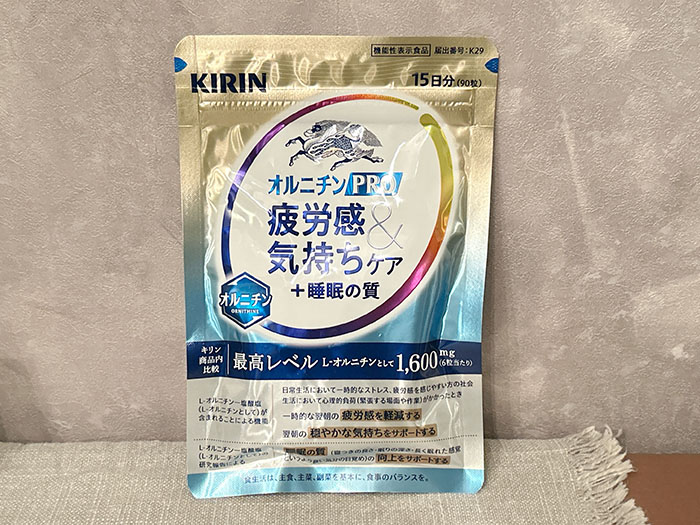 機能性表示食品 届出番号:K29
KIRIN
15日分(90粒)
オルニチンPRO
疲労感&
気持ちケア
+睡眠の質
オルニチン
ORNITHINE
キリン
商品内
比較
最高レベル L-オルニチンとして1,600mg
(6粒当たり)
L-オルニチン一塩酸塩
(L-オルニチンとして)が
含まれることによる機能
日常生活において一時的なストレス、疲労感を感じやすい方の社会
生活において心理的負荷(緊張する場面や作業)がかかったとき
一時的な翌朝の 疲労感を軽減する
翌朝の 穏やかな気持ちをサポートする
L-オルニチン一塩酸塩
研究報告による
睡眠の質
向上をサポートする
食生活は、主食、主菜、副菜を基本に、食事のバランスを。